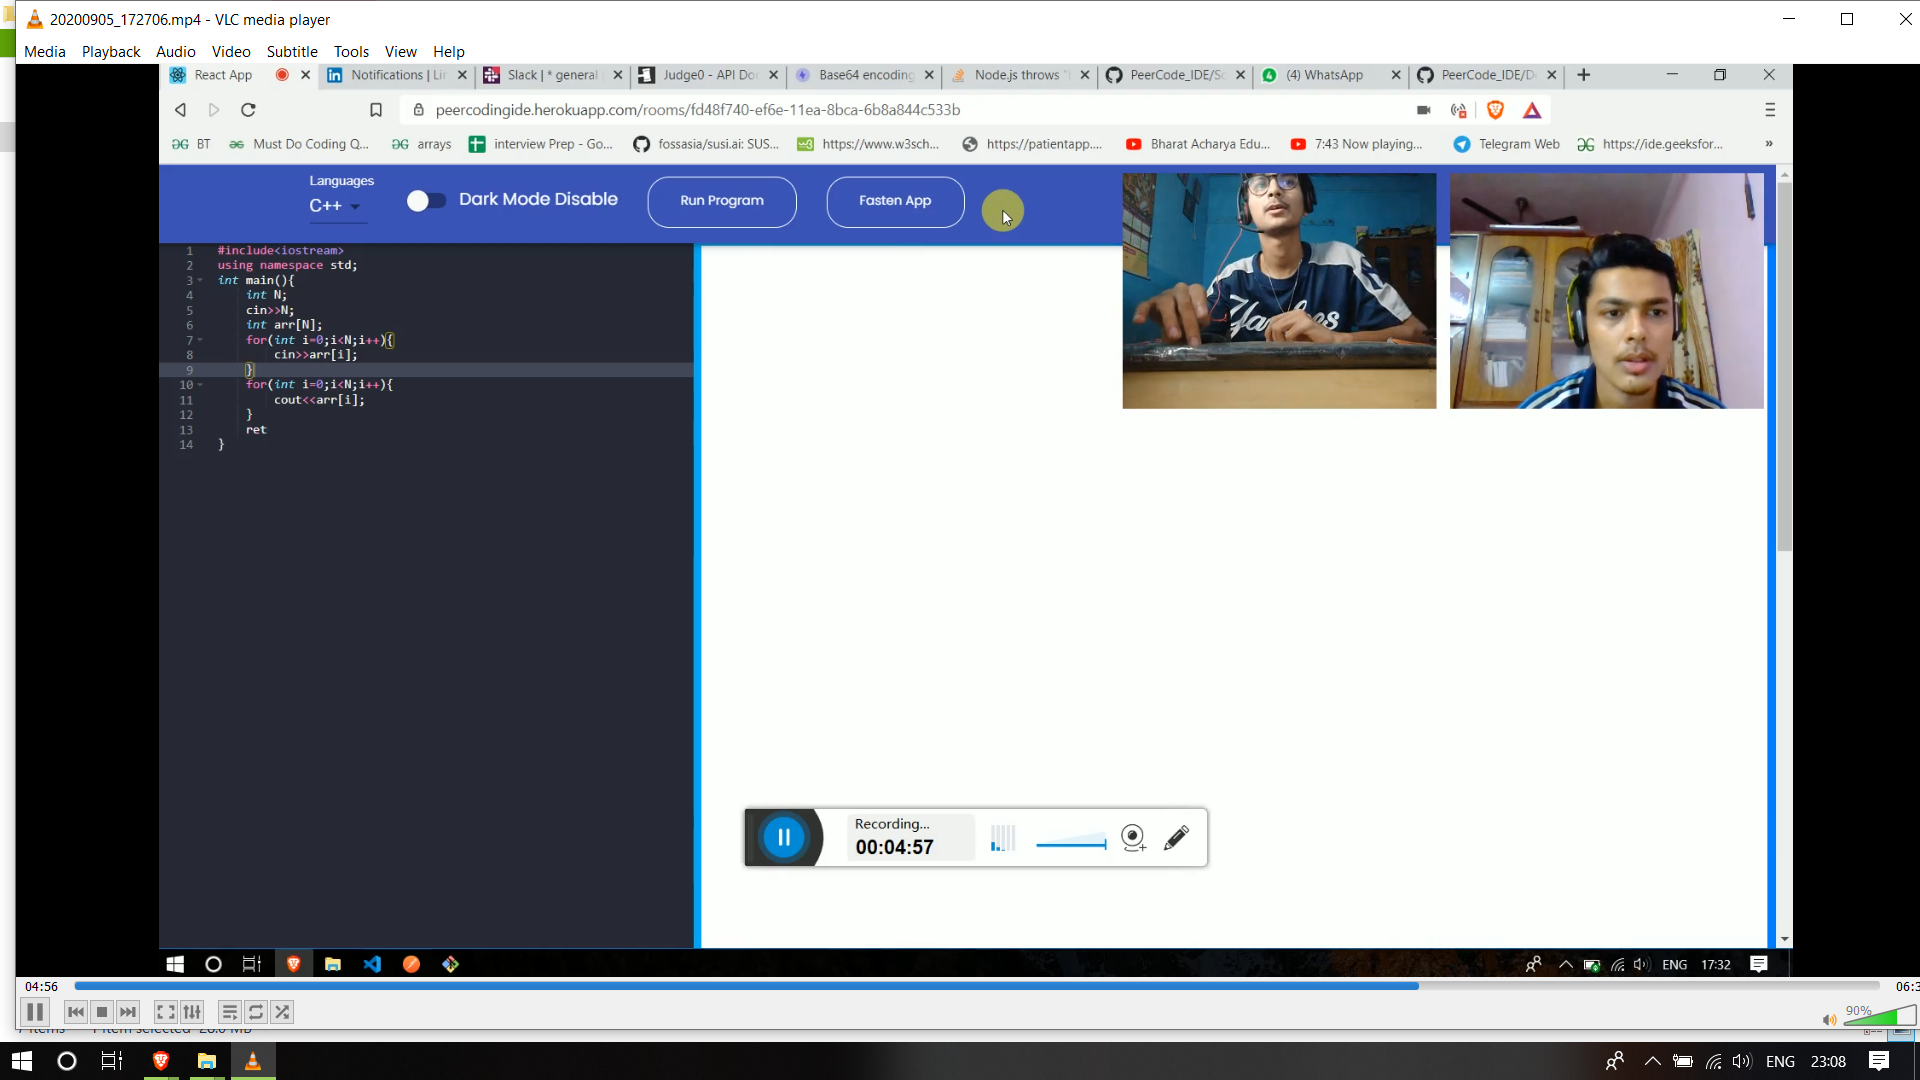 20200905_172706.mp4 - VLC media player
Media Playback Audio Video Subtitle Tools View Help
React App
Notifications | Li
Slack | * general
Judge0 - API Do
Base64 encoding
Node.js throws
PeerCode_IDE/S
(4) WhatsApp
PeerCode_IDE/D
peercodingide.herokuapp.com/rooms/fd48f740-ef6e-11ea-8bca-6b8a844c533b
BT
Must Do Coding Q...
arrays
interview Prep - Go...
fossasia/susi.ai: SUS...
https://www.w3sch...
https://patientapp....
Bharat Acharya Edu...
7:43 Now playing...
Telegram Web
https://ide.geeksfor...
»
Languages
C++
Dark Mode Disable
Run Program
Fasten App
Yankees
1 #include<iostream>
2 using namespace std;
3 int main(){
4 int N;
5 cin>>N;
6 int arr[N];
7 for(int i=0;i<N;i++){
8 cin>>arr[i];
9 }
10 for(int i=0;i<N;i++){
11 cout<<arr[i];
12 }
13 ret
14 }
Recording...
00:04:57
ENG 17:32
04:56
06:3
90%
ENG 23:08